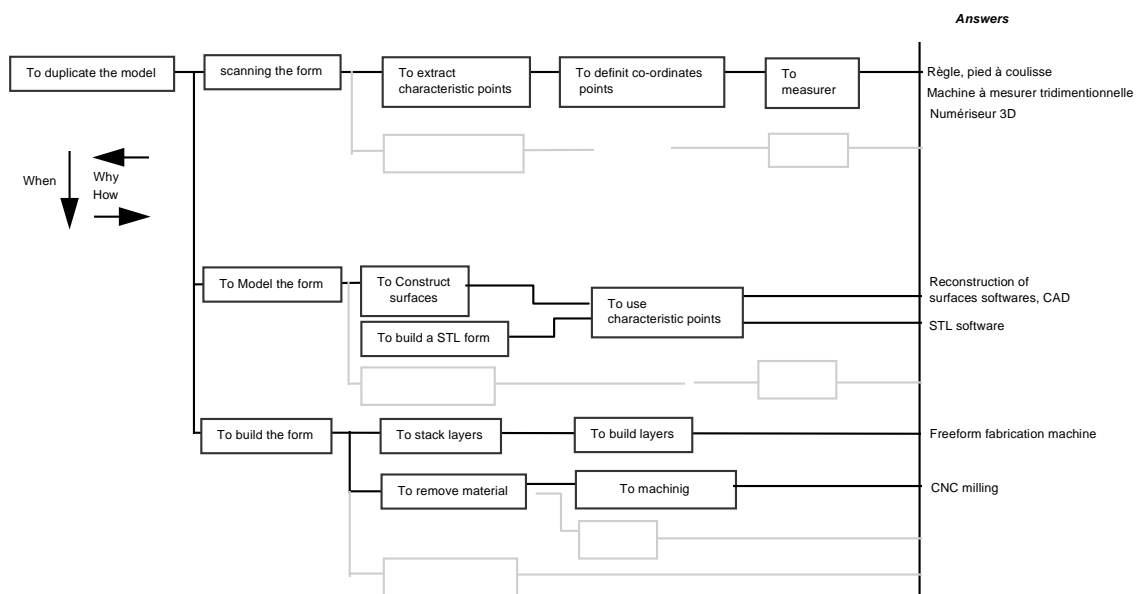 Answers
To duplicate the model
scanning the form
To extract
characteristic points
To definit co-ordinates
points
To
measurer
Règle, pied à coulisse
Machine à mesurer tridimentionnelle
Numériseur 3D
When
Why
How
To Model the form
To Construct
surfaces
To build a STL form
To use
characteristic points
Reconstruction of
surfaces softwares, CAD
STL software
To build the form
To stack layers
To build layers
Freeform fabrication machine
To remove material
To machinig
CNC milling